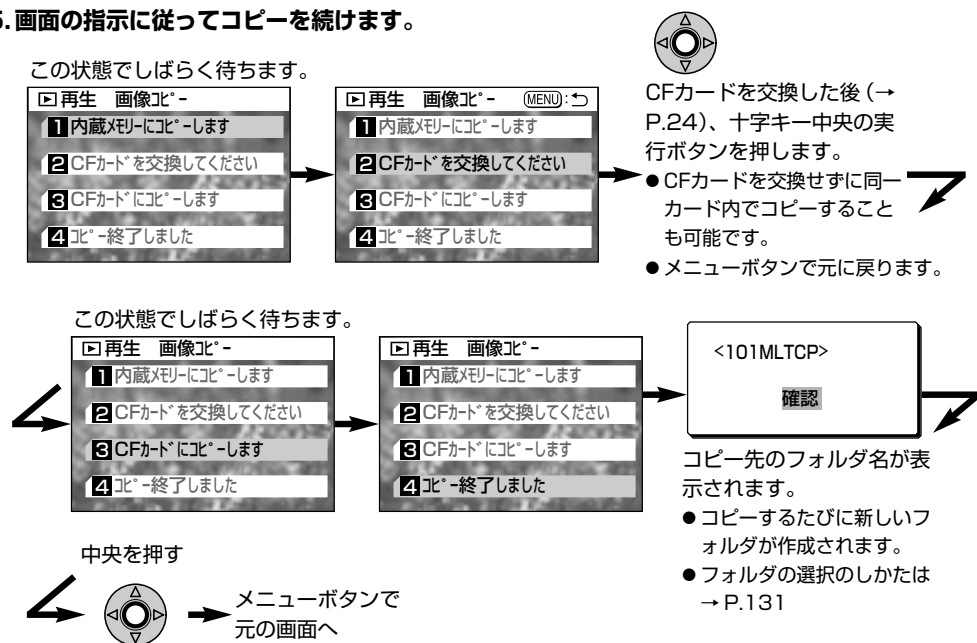 5.画面の指示に従ってコピーを続けます。
この状態でしばらく待ちます。
再生 画像コピー
1 内蔵メモリーにコピーします
2 CFカードを交換してください
3 CFカードにコピーします
4 コピー終了しました
再生 画像コピー MENU:
1 内蔵メモリーにコピーします
2 CFカードを交換してください
3 CFカードにコピーします
4 コピー終了しました
CFカードを交換した後(→
P.24)、十字キー中央の実
行ボタンを押します。
● CFカードを交換せずに同一
カード内でコピーすること
も可能です。
● メニューボタンで元に戻ります。
この状態でしばらく待ちます。
再生 画像コピー
1 内蔵メモリーにコピーします
2 CFカードを交換してください
3 CFカードにコピーします
4 コピー終了しました
再生 画像コピー
1 内蔵メモリーにコピーします
2 CFカードを交換してください
3 CFカードにコピーします
4 コピー終了しました
<101MLTCP>
確認
コピー先のフォルダ名が表
示されます。
● コピーするたびに新しいフ
ォルダが作成されます。
● フォルダの選択のしかたは
→ P.131
中央を押す
メニューボタンで
元の画面へ